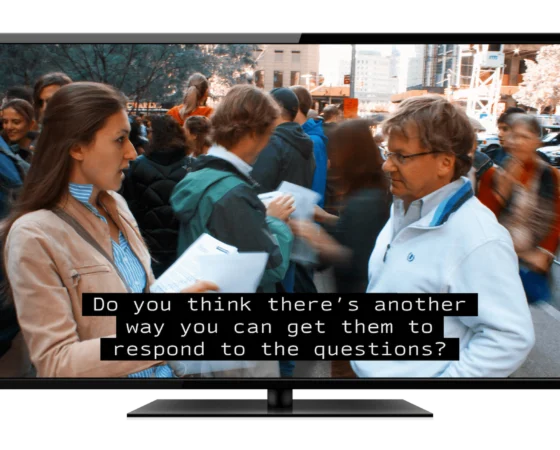 Do you think there's another
way you can get them to
respond to the questions?